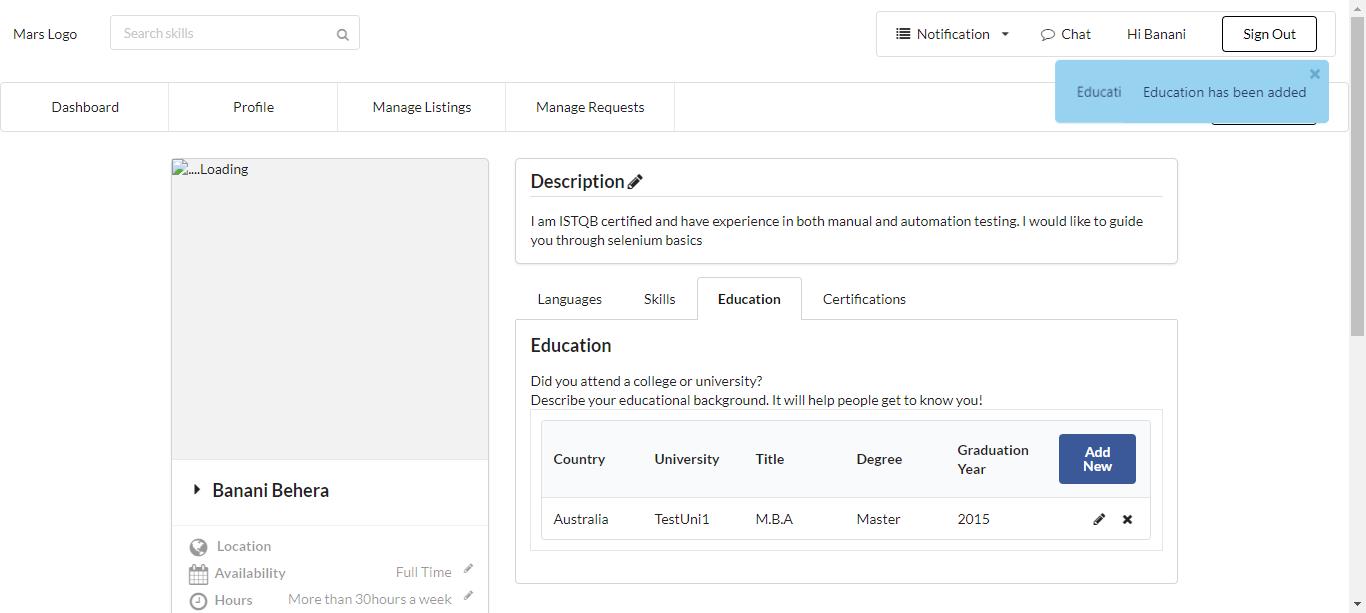 Mars Logo
Search skills
Notification
Chat
Hi Banani
Sign Out
Educati
Education has been added
Dashboard
Profile
Manage Listings
Manage Requests
....Loading
Description
I am ISTQB certified and have experience in both manual and automation testing. I would like to guide
you through selenium basics
Languages
Skills
Education
Certifications
Education
Did you attend a college or university?
Describe your educational background. It will help people get to know you!
Country University Title Degree Graduation Year Add New
Australia TestUni1 M.B.A Master 2015
Banani Behera
Location
Availability Full Time
Hours More than 30hours a week